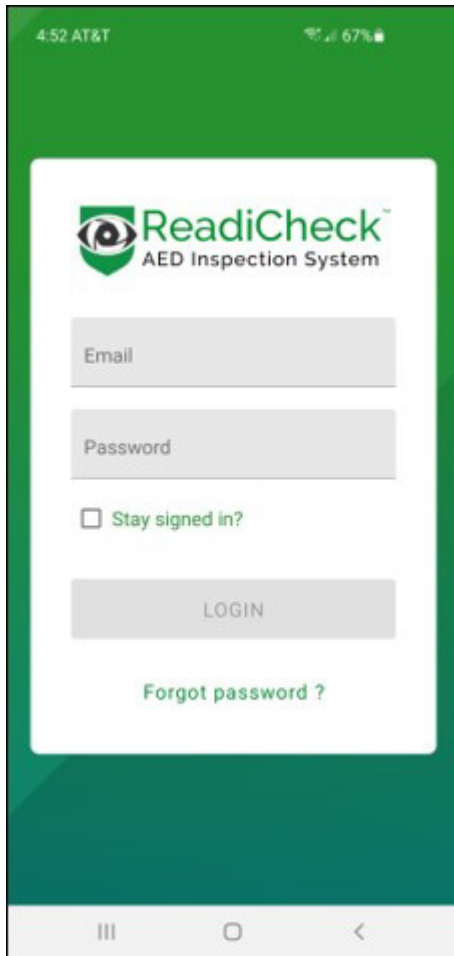 4:52 AT&T 67%
ReadiCheck™
AED Inspection System
Email
Password
Stay signed in?
LOGIN
Forgot password ?